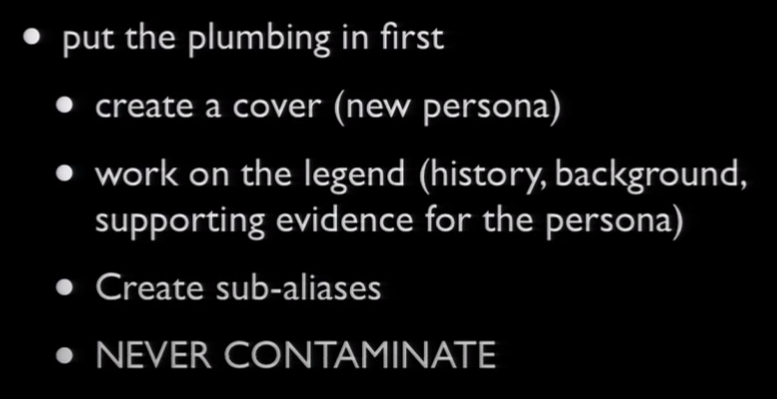 • put the plumbing in first
• create a cover (new persona)
• work on the legend (history, background,
supporting evidence for the persona)
• Create sub-aliases
• NEVER CONTAMINATE